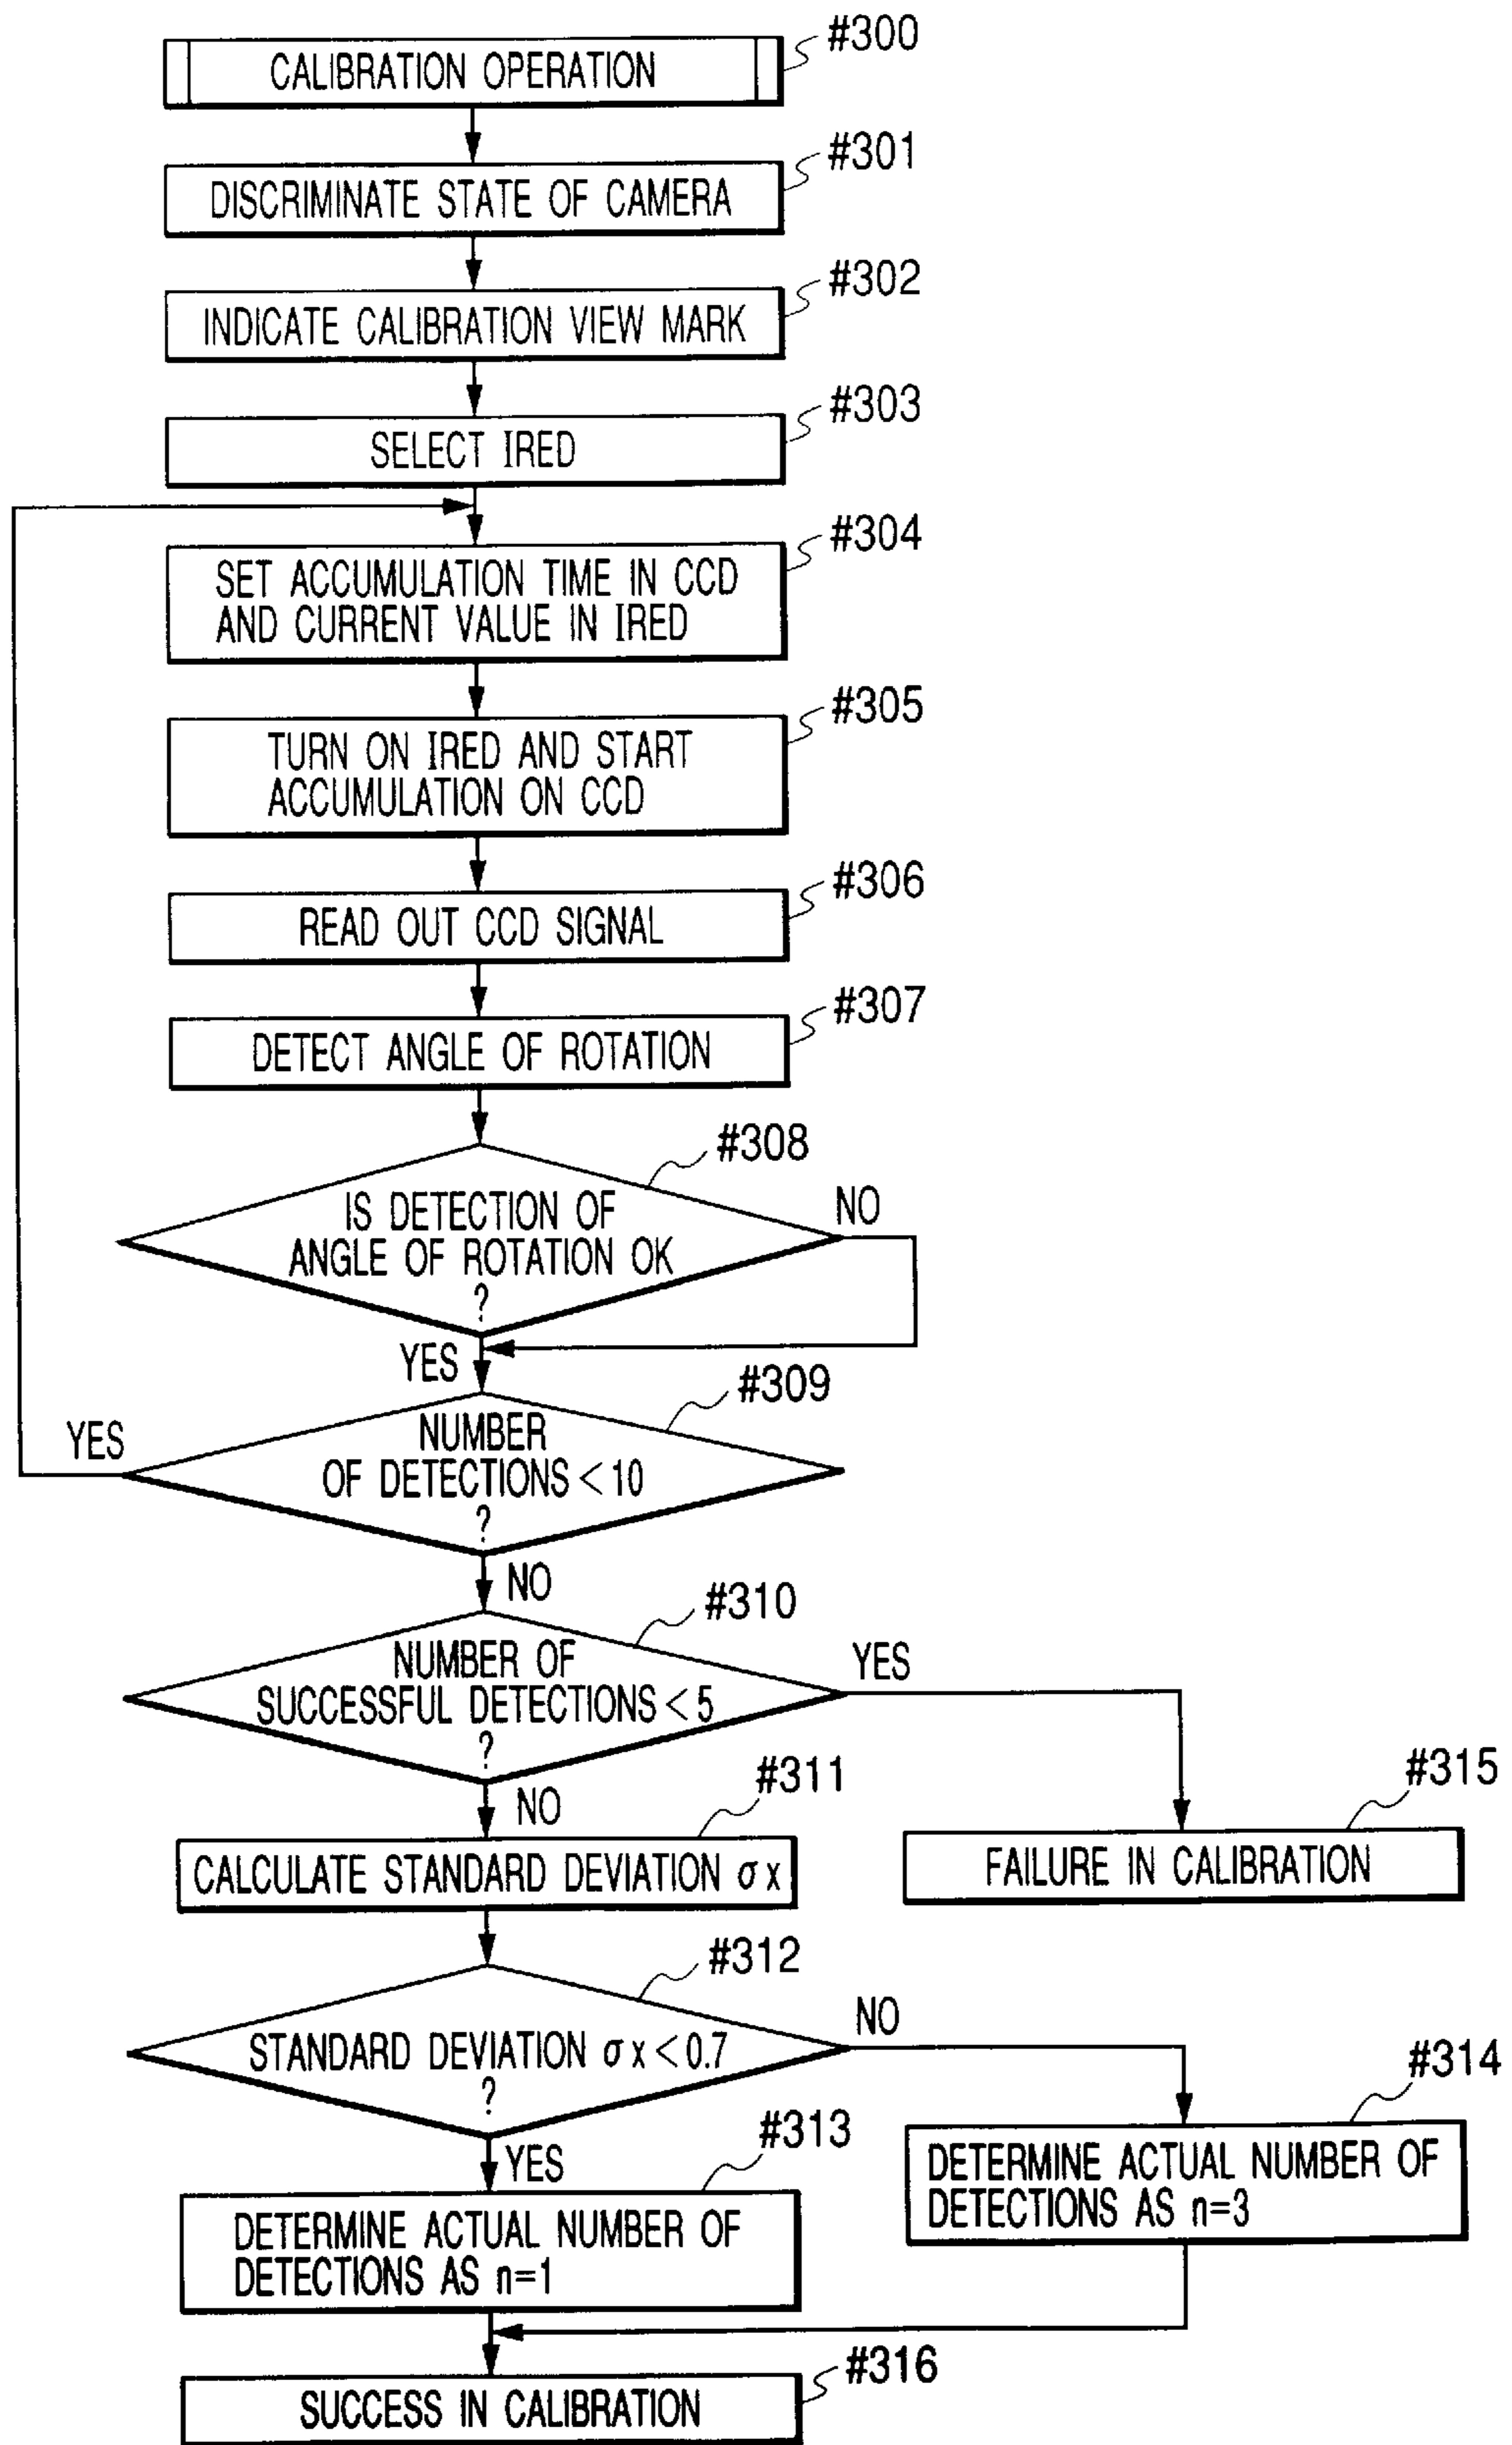 #300
CALIBRATION OPERATION
#301
DISCRIMINATE STATE OF CAMERA
#302
INDICATE CALIBRATION VIEW MARK
#303
SELECT IRED
#304
SET ACCUMULATION TIME IN CCD
AND CURRENT VALUE IN IRED
#305
TURN ON IRED AND START
ACCUMULATION ON CCD
#306
READ OUT CCD SIGNAL
#307
DETECT ANGLE OF ROTATION
#308
IS DETECTION OF
ANGLE OF ROTATION OK
?
NO
YES
#309
NUMBER
OF DETECTIONS < 10
?
YES
NO
#310
NUMBER OF
SUCCESSFUL DETECTIONS < 5
?
YES
NO
#311
CALCULATE STANDARD DEVIATION σx
#315
FAILURE IN CALIBRATION
#312
STANDARD DEVIATION σx < 0.7
?
NO
YES
#314
DETERMINE ACTUAL NUMBER OF
DETECTIONS AS n=3
#313
DETERMINE ACTUAL NUMBER OF
DETECTIONS AS n=1
#316
SUCCESS IN CALIBRATION